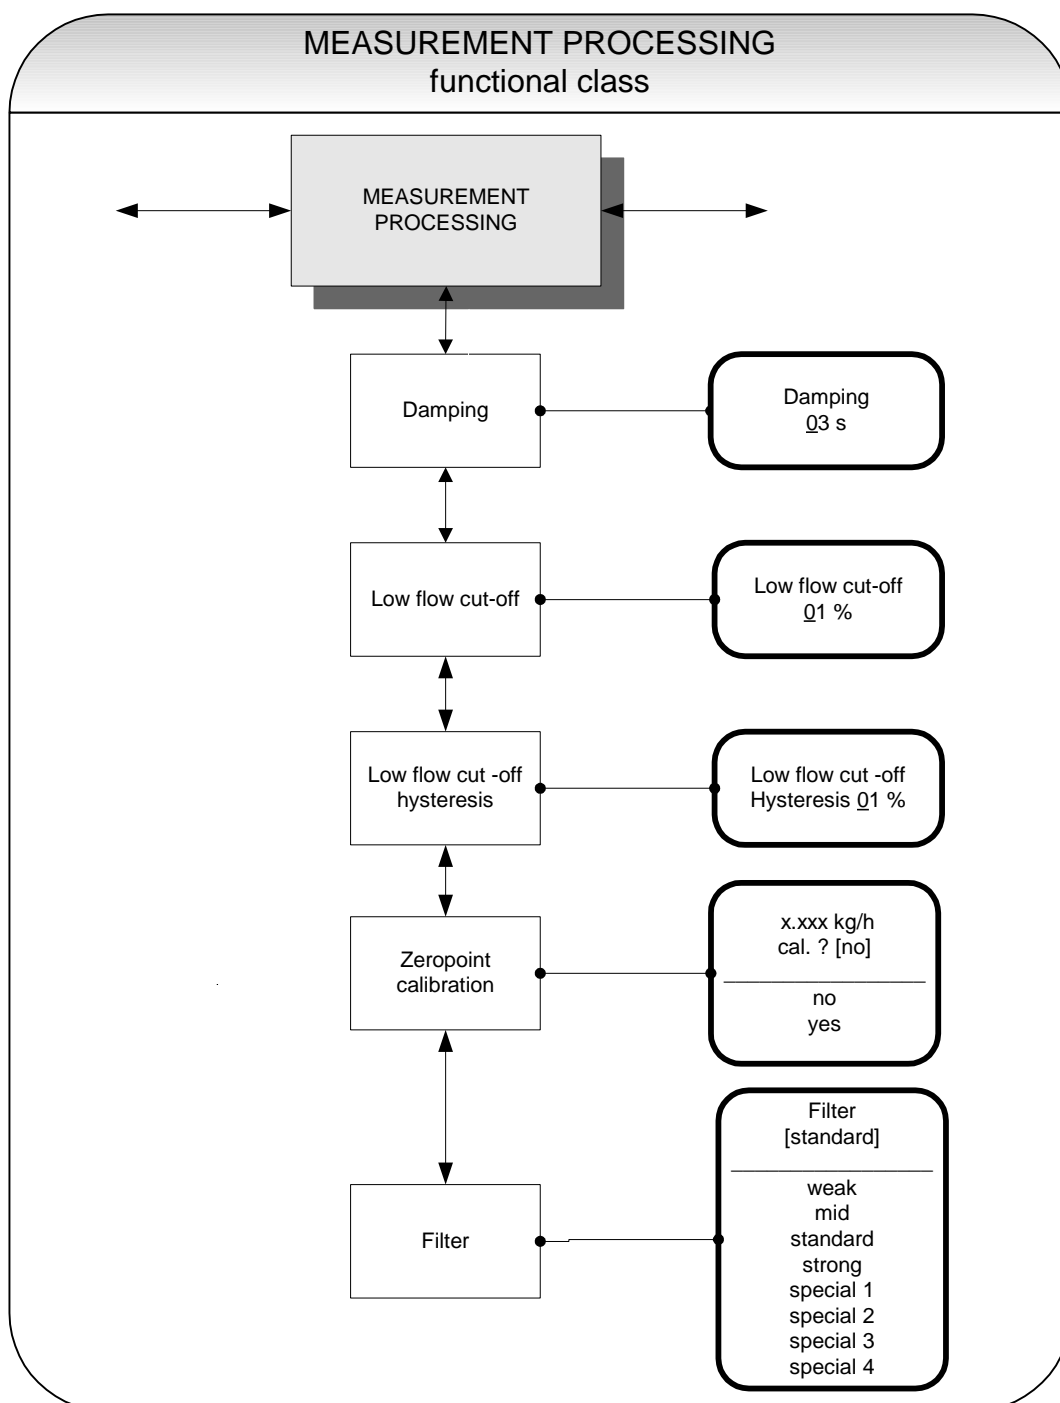 MEASUREMENT PROCESSING
functional class
MEASUREMENT
PROCESSING
Damping
Damping
03 s
Low flow cut-off
Low flow cut-off
01 %
Low flow cut -off
hysteresis
Low flow cut -off
Hysteresis 01 %
Zeropoint
calibration
x.xxx kg/h
cal. ? [no]
no
yes
Filter
Filter
[standard]
weak
mid
standard
strong
special 1
special 2
special 3
special 4